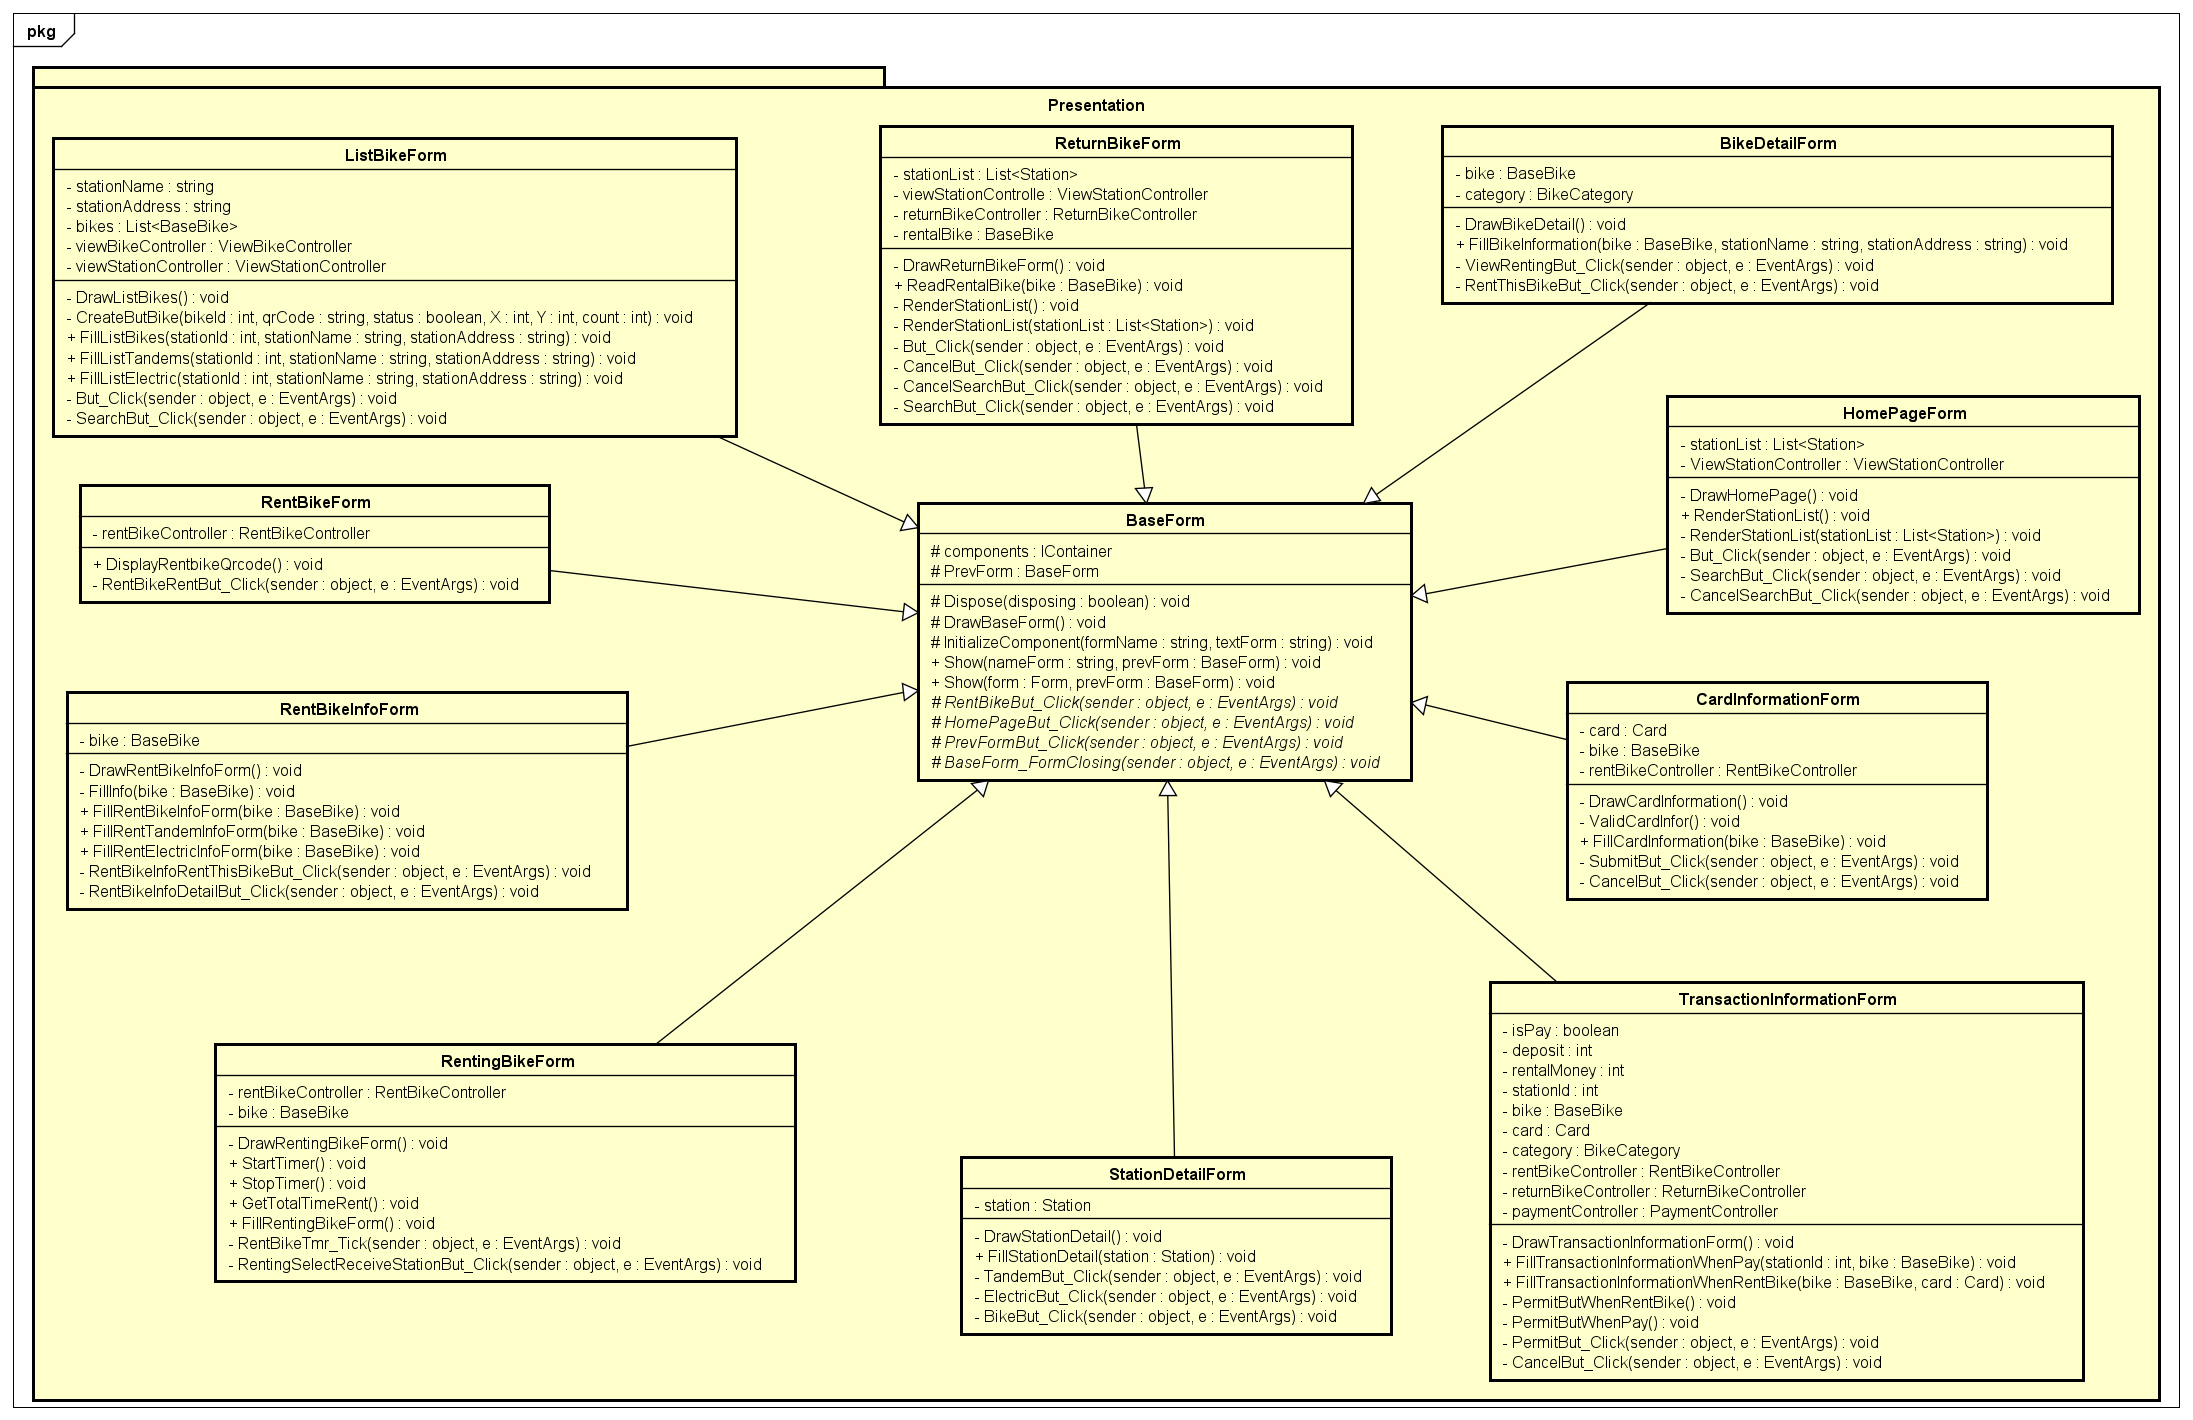 pkg
Presentation
ListBikeForm
- stationName : string
- stationAddress : string
- bikes : List<BaseBike>
- viewBikeController : ViewBikeController
- viewStationController : ViewStationController
- DrawListBikes() : void
- CreateButBike(bikeId : int, qrCode : string, status : boolean, X : int, Y : int, count : int) : void
+ FillListBikes(stationId : int, stationName : string, stationAddress : string) : void
+ FillListTandems(stationId : int, stationName : string, stationAddress : string) : void
+ FillListElectric(stationId : int, stationName : string, stationAddress : string) : void
- But_Click(sender : object, e : EventArgs) : void
- SearchBut_Click(sender : object, e : EventArgs) : void
ReturnBikeForm
- stationList : List<Station>
- viewStationControlle : ViewStationController
- returnBikeController : ReturnBikeController
- rentalBike : BaseBike
- DrawReturnBikeForm() : void
+ ReadRentalBike(bike : BaseBike) : void
- RenderStationList() : void
- RenderStationList(stationList : List<Station>) : void
- But_Click(sender : object, e : EventArgs) : void
- CancelBut_Click(sender : object, e : EventArgs) : void
- CancelSearchBut_Click(sender : object, e : EventArgs) : void
- SearchBut_Click(sender : object, e : EventArgs) : void
BikeDetailForm
- bike : BaseBike
- category : BikeCategory
- DrawBikeDetail() : void
+ FillBikeInformation(bike : BaseBike, stationName : string, stationAddress : string) : void
- ViewRentingBut_Click(sender : object, e : EventArgs) : void
- RentThisBikeBut_Click(sender : object, e : EventArgs) : void
HomePageForm
- stationList : List<Station>
- ViewStationController : ViewStationController
- DrawHomePage() : void
+ RenderStationList() : void
- RenderStationList(stationList : List<Station>) : void
- But_Click(sender : object, e : EventArgs) : void
- SearchBut_Click(sender : object, e : EventArgs) : void
- CancelSearchBut_Click(sender : object, e : EventArgs) : void
RentBikeForm
- rentBikeController : RentBikeController
+ DisplayRentbikeQrcode() : void
- RentBikeRentBut_Click(sender : object, e : EventArgs) : void
BaseForm
# components : IContainer
# PrevForm : BaseForm
# Dispose(disposing : boolean) : void
# DrawBaseForm() : void
# InitializeComponent(formName : string, textForm : string) : void
+ Show(nameForm : string, prevForm : BaseForm) : void
+ Show(form : Form, prevForm : BaseForm) : void
# RentBikeBut_Click(sender : object, e : EventArgs) : void
# HomePageBut_Click(sender : object, e : EventArgs) : void
# PrevFormBut_Click(sender : object, e : EventArgs) : void
# BaseForm_FormClosing(sender : object, e : EventArgs) : void
RentBikeInfoForm
- bike : BaseBike
- DrawRentBikeInfoForm() : void
- FillInfo(bike : BaseBike) : void
+ FillRentBikeInfoForm(bike : BaseBike) : void
+ FillRentTandemInfoForm(bike : BaseBike) : void
+ FillRentElectricInfoForm(bike : BaseBike) : void
- RentBikeInfoRentThisBikeBut_Click(sender : object, e : EventArgs) : void
- RentBikeInfoDetailBut_Click(sender : object, e : EventArgs) : void
CardInformationForm
- card : Card
- bike : BaseBike
- rentBikeController : RentBikeController
- DrawCardInformation() : void
- ValidCardInfor() : void
+ FillCardInformation(bike : BaseBike) : void
- SubmitBut_Click(sender : object, e : EventArgs) : void
- CancelBut_Click(sender : object, e : EventArgs) : void
RentingBikeForm
- rentBikeController : RentBikeController
- bike : BaseBike
- DrawRentingBikeForm() : void
+ StartTimer() : void
+ StopTimer() : void
+ GetTotalTimeRent() : void
+ FillRentingBikeForm() : void
- RentBikeTmr_Tick(sender : object, e : EventArgs) : void
- RentingSelectReceiveStationBut_Click(sender : object, e : EventArgs) : void
StationDetailForm
- station : Station
- DrawStationDetail() : void
+ FillStationDetail(station : Station) : void
- TandemBut_Click(sender : object, e : EventArgs) : void
- ElectricBut_Click(sender : object, e : EventArgs) : void
- BikeBut_Click(sender : object, e : EventArgs) : void
TransactionInformationForm
- isPay : boolean
- deposit : int
- rentalMoney : int
- stationId : int
- bike : BaseBike
- card : Card
- category : BikeCategory
- rentBikeController : RentBikeController
- returnBikeController : ReturnBikeController
- paymentController : PaymentController
- DrawTransactionInformationForm() : void
+ FillTransactionInformationWhenPay(stationId : int, bike : BaseBike) : void
+ FillTransactionInformationWhenRentBike(bike : BaseBike, card : Card) : void
- PermitButWhenRentBike() : void
- PermitButWhenPay() : void
- PermitBut_Click(sender : object, e : EventArgs) : void
- CancelBut_Click(sender : object, e : EventArgs) : void